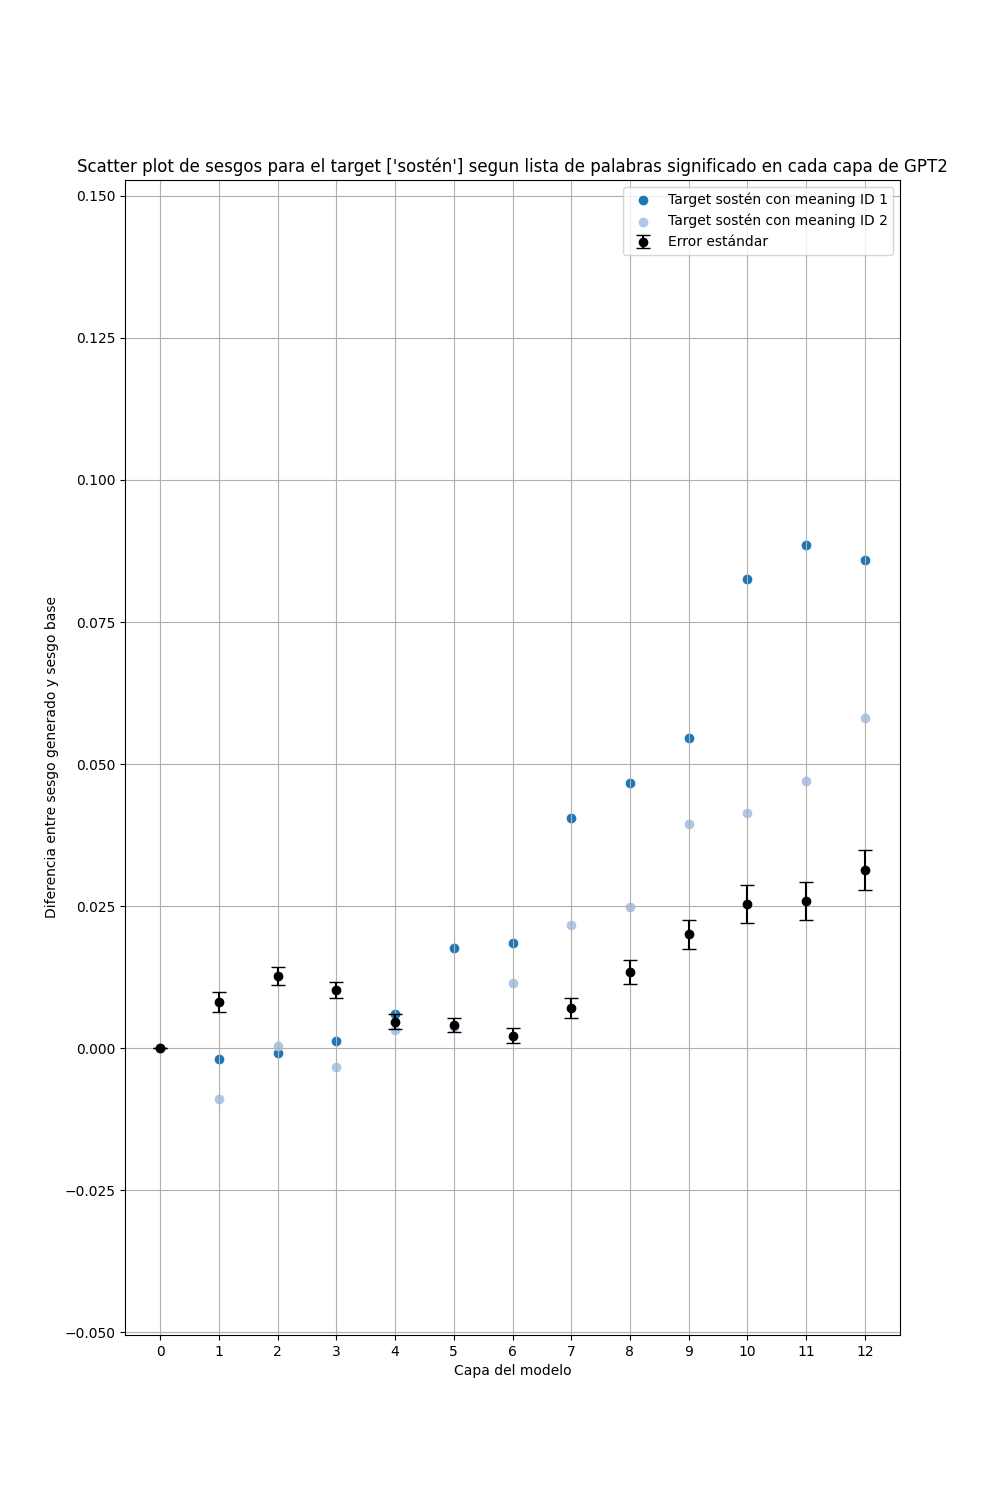 Scatter plot de sesgos para el target ['sostén'] segun lista de palabras significado en cada capa de GPT2
Target sostén con meaning ID 1
Target sostén con meaning ID 2
Error estándar
Diferencia entre sesgo generado y sesgo base
0.150
0.125
0.100
0.075
0.050
0.025
0.000
−0.025
−0.050
0 1 2 3 4 5 6 7 8 9 10 11 12
Capa del modelo